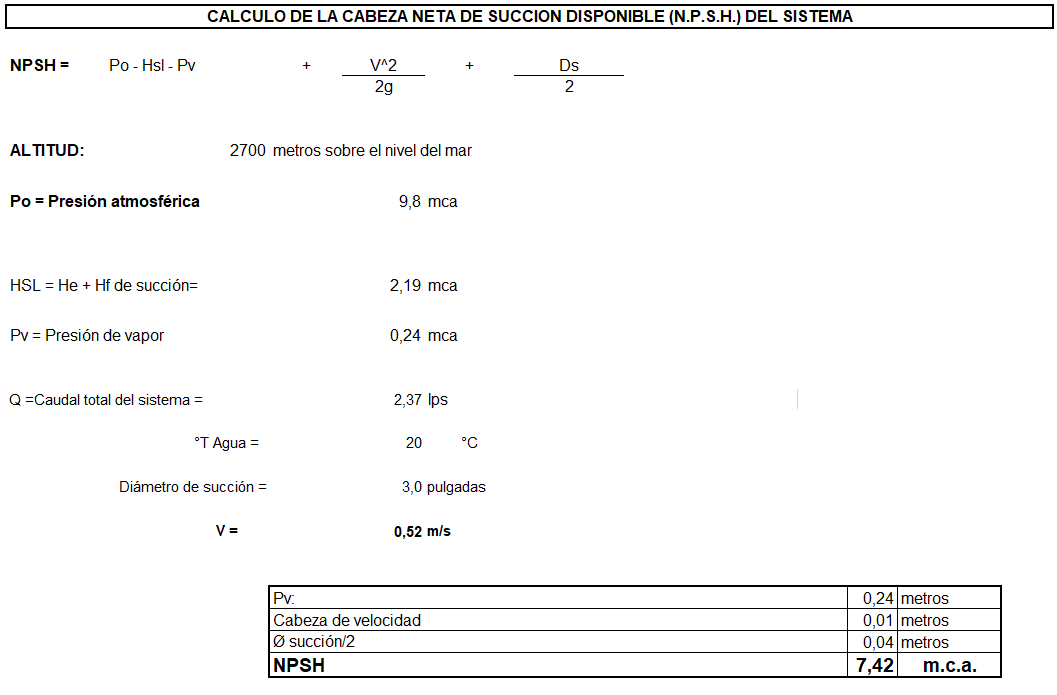 CALCULO DE LA CABEZA NETA DE SUCCION DISPONIBLE (N.P.S.H.) DEL SISTEMA
NPSH = Po - Hsl - Pv + V^2 + Ds
2g 2
ALTITUD: 2700 metros sobre el nivel del mar
Po = Presión atmosférica 9,8 mca
HSL = He + Hf de succión= 2,19 mca
Pv = Presión de vapor 0,24 mca
Q =Caudal total del sistema = 2,37 lps
°T Agua = 20 °C
Diámetro de succión = 3,0 pulgadas
V = 0,52 m/s
Pv: 0,24 metros
Cabeza de velocidad 0,01 metros
Ø succión/2 0,04 metros
NPSH 7,42 m.c.a.